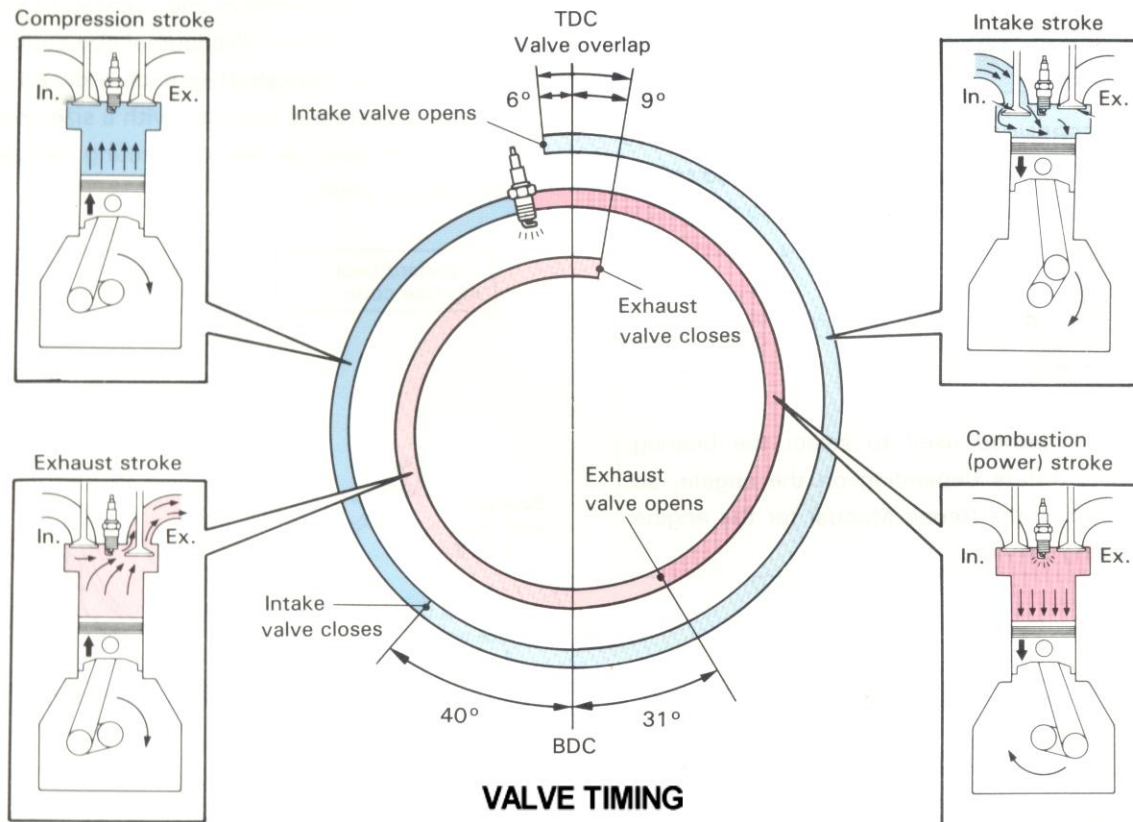 Compression stroke
In.
Ex.
TDC
Valve overlap
6°
9°
Intake valve opens
Intake stroke
In.
Ex.
Exhaust
valve closes
Exhaust stroke
In.
Ex.
Exhaust
valve opens
Combustion
(power) stroke
In.
Ex.
Intake
valve closes
40°
31°
BDC
VALVE TIMING